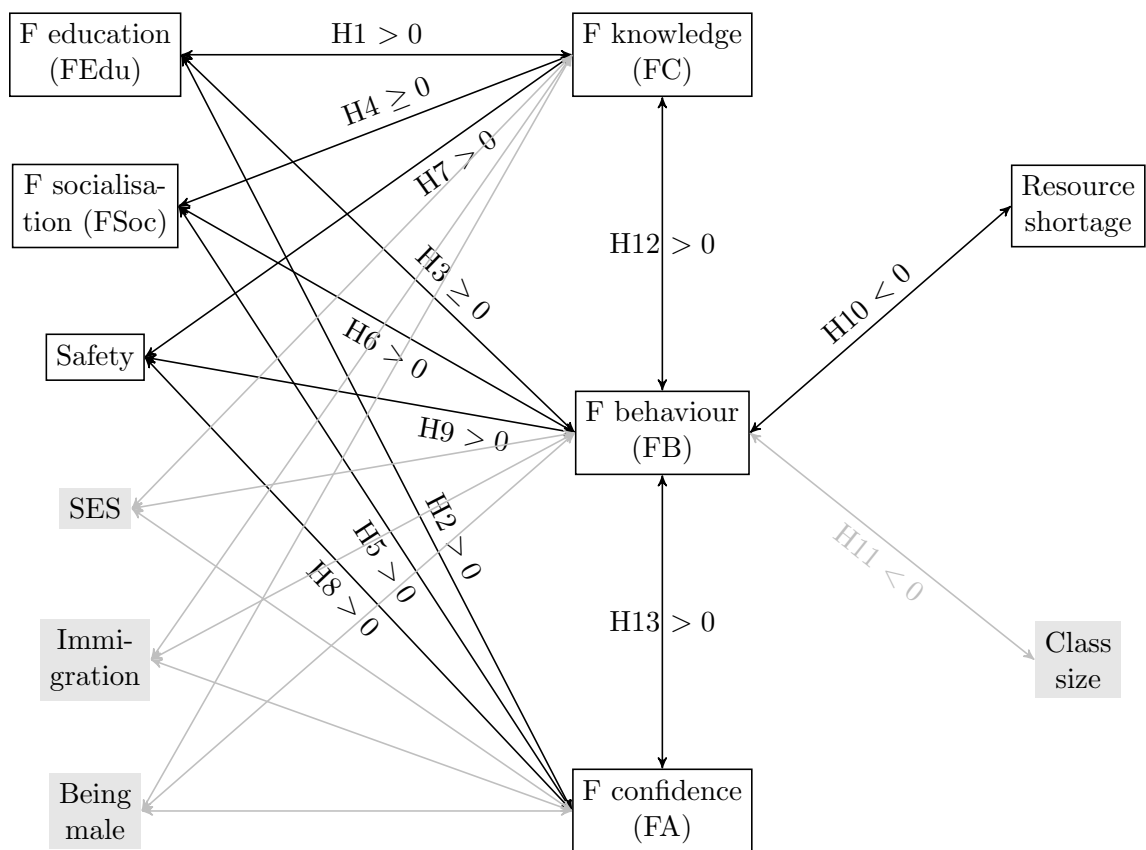 F education
(FEdu)
H1 > 0
F knowledge
(FC)
H4 ≥ 0
H7 > 0
F socialisa-
tion (FSoc)
Resource
shortage
H12 > 0
H3 ≥ 0
H10 < 0
H6 > 0
Safety
F behaviour
(FB)
H9 > 0
SES
H2 < 0
H5 > 0
H8 > 0
H11 < 0
H13 > 0
Immi-
gration
Class
size
Being
male
F confidence
(FA)